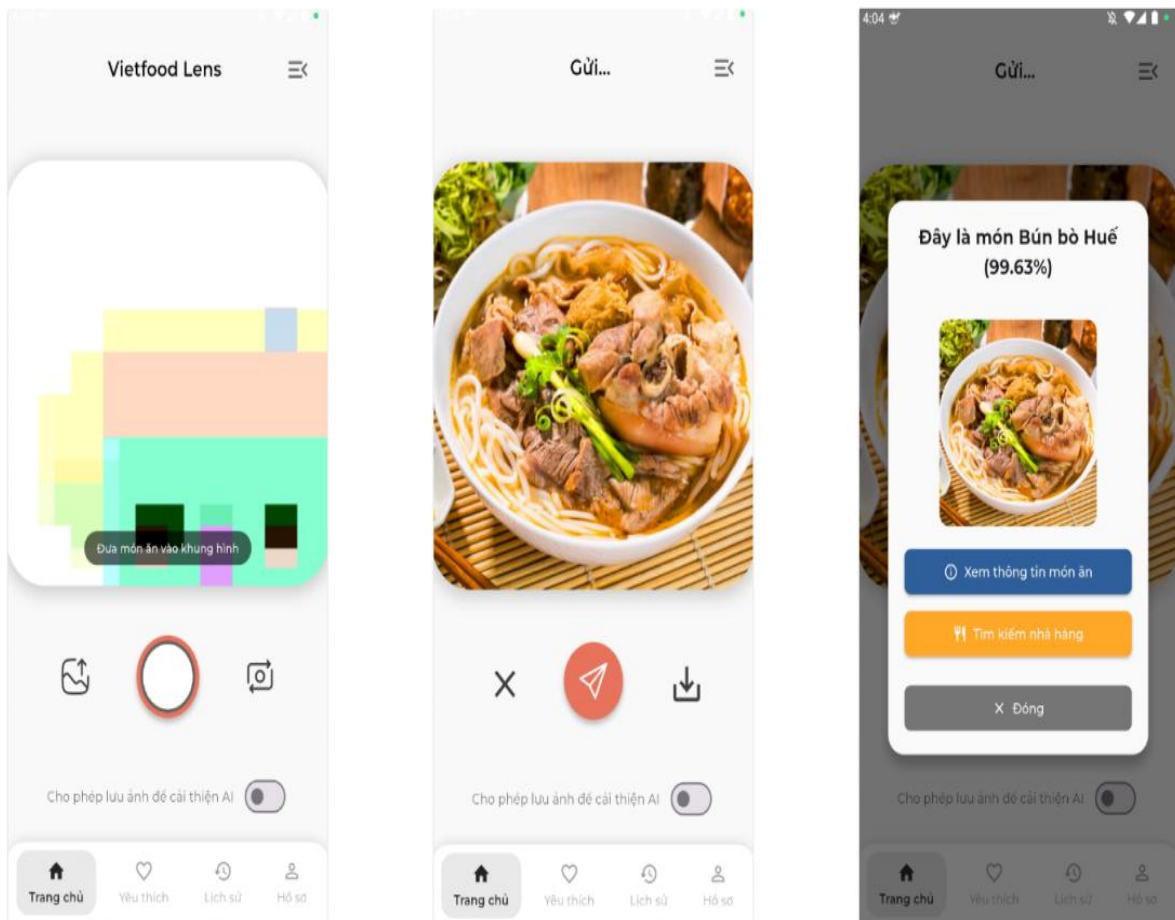 Vietfood Lens
Đưa món ăn vào khung hình
Cho phép lưu ảnh để cải thiện AI
Trang chủ
Yêu thích
Lịch sử
Hồ sơ
Gửi...
Cho phép lưu ảnh để cải thiện AI
Trang chủ
Yêu thích
Lịch sử
Hồ sơ
4:04
Gửi...
Đây là món Bún bò Huế
(99.63%)
Xem thông tin món ăn
Tìm kiếm nhà hàng
Đóng
Cho phép lưu ảnh để cải thiện AI
Trang chủ
Yêu thích
Lịch sử
Hồ sơ